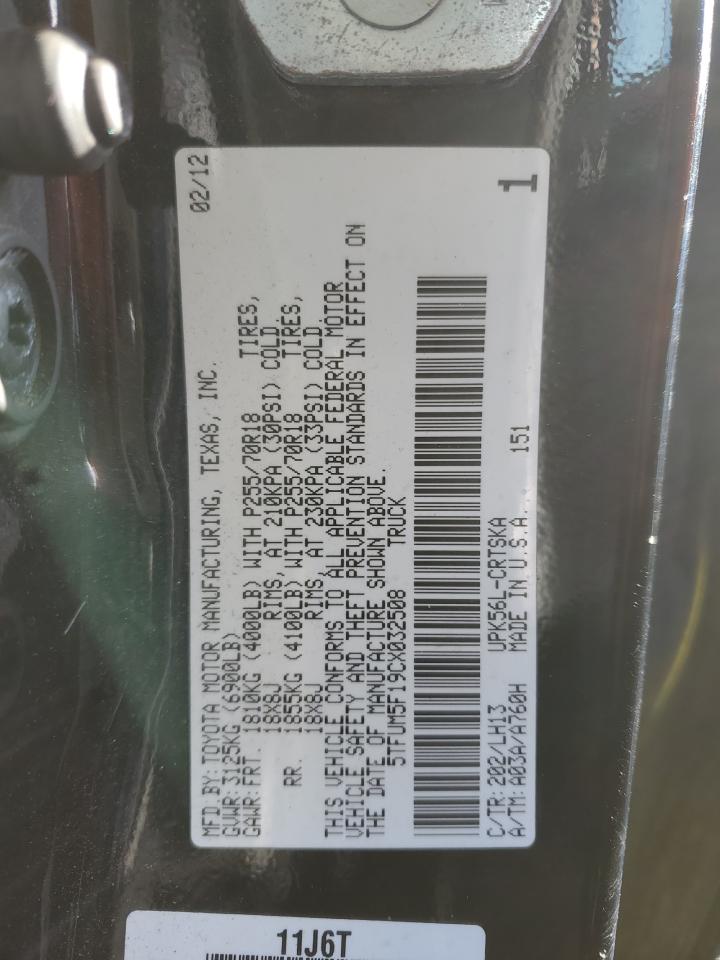 02/12
MFD.BY:TOYOTA MOTOR MANUFACTURING, TEXAS, INC.
GVWR:3125KG(6900LB)
GAWR:FRT. 1810KG (4000LB) WITH P255/70R18 TIRES,
18X8J RIMS, AT 210KPA (30PSI) COLD.
RR. 1855KG (4100LB) WITH P255/70R18 TIRES,
18X8J RIMS, AT 230KPA (33PSI) COLD.
THIS VEHICLE CONFORMS TO ALL APPLICABLE FEDERAL MOTOR
VEHICLE SAFETY AND THEFT PREVENTION STANDARDS IN EFFECT ON
THE DATE OF MANUFACTURE SHOWN ABOVE.
5TFUM5F19CX032508 TRUCK
C/TR:202/LH13 UPK56L-CRTSKA
A/TM:A03A/A760H MADE IN U.S.A. 151 1
11J6T